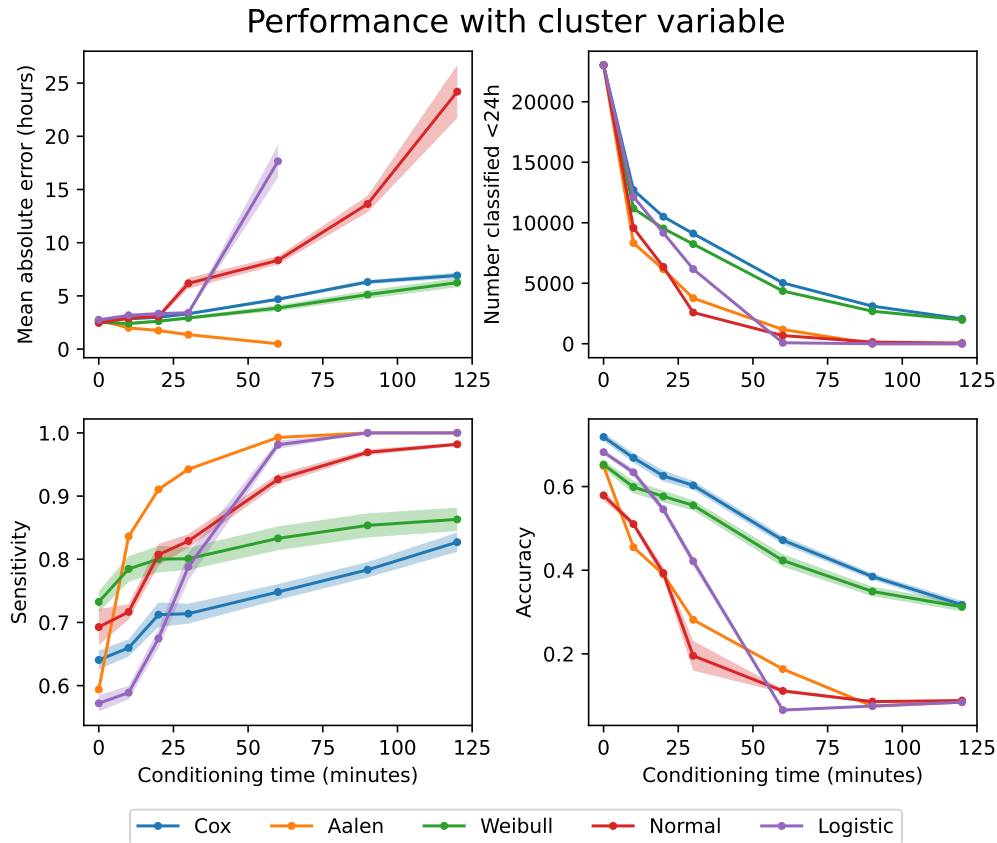 Performance with cluster variable
Mean absolute error (hours)
25
20
15
10
5
0
0 25 50 75 100 125
Number classified <24h
20000
15000
10000
5000
0
0 25 50 75 100 125
Sensitivity
1.0
0.9
0.8
0.7
0.6
0 25 50 75 100 125
Conditioning time (minutes)
Accuracy
0.6
0.4
0.2
0 25 50 75 100 125
Conditioning time (minutes)
Cox Aalen Weibull Normal Logistic